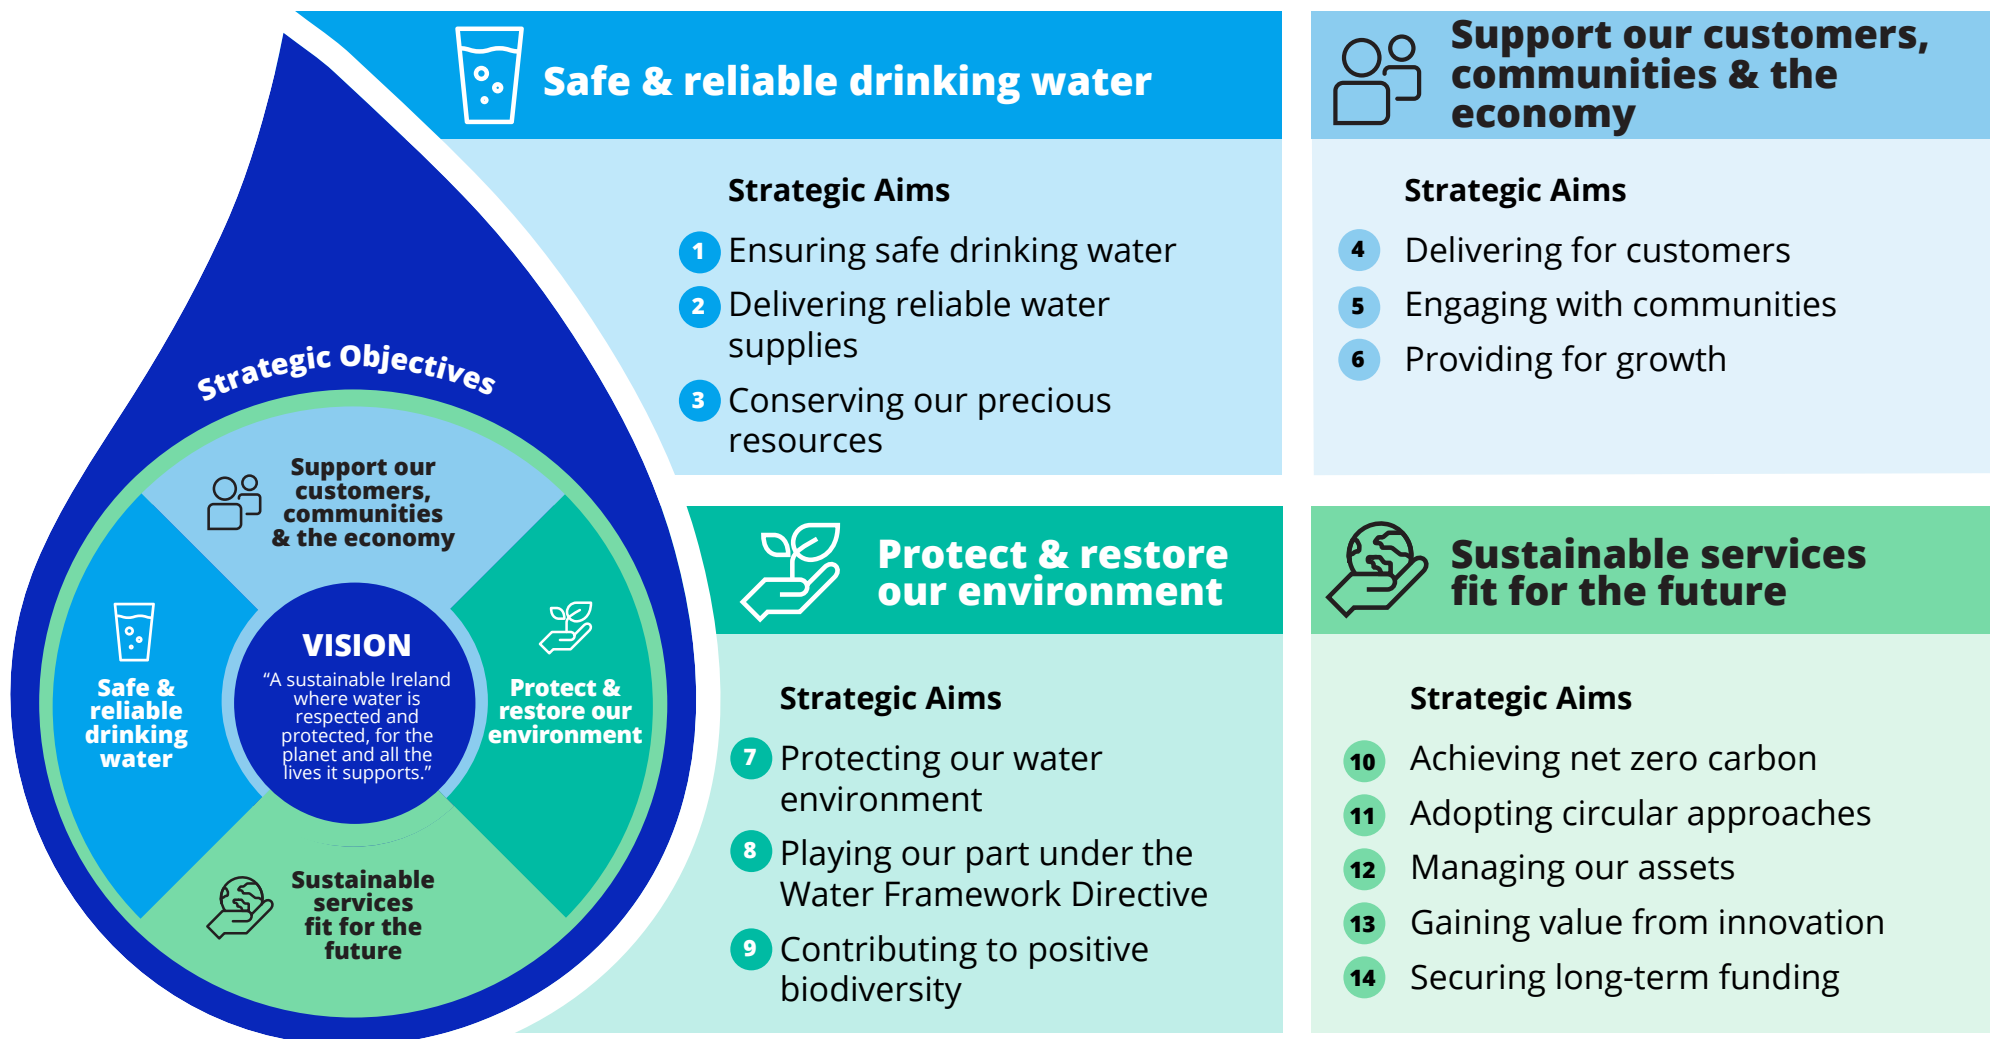 Safe & reliable drinking water
Strategic Aims
1 Ensuring safe drinking water
2 Delivering reliable water
supplies
3 Conserving our precious
resources
Support our customers,
communities & the
economy
Strategic Aims
4 Delivering for customers
5 Engaging with communities
6 Providing for growth
Strategic Objectives
Support our
customers,
communities
& the economy
Safe &
reliable
drinking
water
VISION
“A sustainable Ireland
where water is
respected and
protected, for the
planet and all the
lives it supports.”
Protect &
restore our
environment
Sustainable
services
fit for the
future
Protect & restore
our environment
Strategic Aims
7 Protecting our water
environment
8 Playing our part under the
Water Framework Directive
9 Contributing to positive
biodiversity
Sustainable services
fit for the future
Strategic Aims
10 Achieving net zero carbon
11 Adopting circular approaches
12 Managing our assets
13 Gaining value from innovation
14 Securing long-term funding